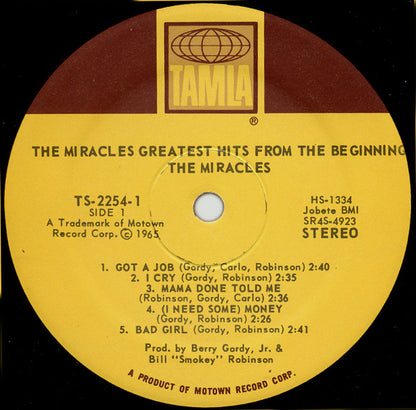 TAMLA
®
THE MIRACLES GREATEST HITS FROM THE BEGINNING
THE MIRACLES
TS-2254-1
SIDE 1
A Trademark of Motown
Record Corp. © 1965
HS-1334
Jobete BMI
SR4S-4923
STEREO
1. GOT A JOB (Gordy, Carlo, Robinson) 2:40
2. I CRY (Gordy, Robinson) 2:35
3. MAMA DONE TOLD ME
(Robinson, Gordy, Carlo) 2:36
4. (I NEED SOME) MONEY
(Gordy, Robinson) 2:26
5. BAD GIRL (Gordy, Robinson) 2:41
Prod. by Berry Gordy, Jr. &
Bill "Smokey" Robinson
A PRODUCT OF MOTOWN RECORD CORP.